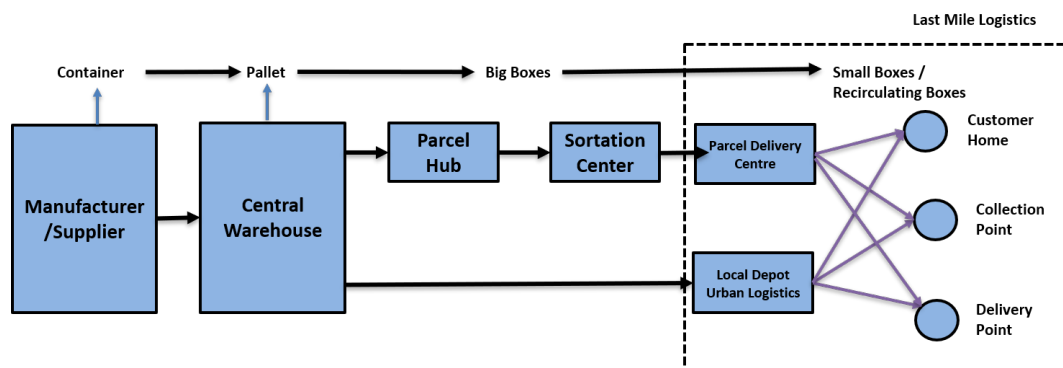 Last Mile Logistics
Container
Pallet
Big Boxes
Small Boxes /
Recirculating Boxes
Manufacturer
/Supplier
Central
Warehouse
Parcel
Hub
Sortation
Center
Parcel Delivery
Centre
Local Depot
Urban Logistics
Customer
Home
Collection
Point
Delivery
Point